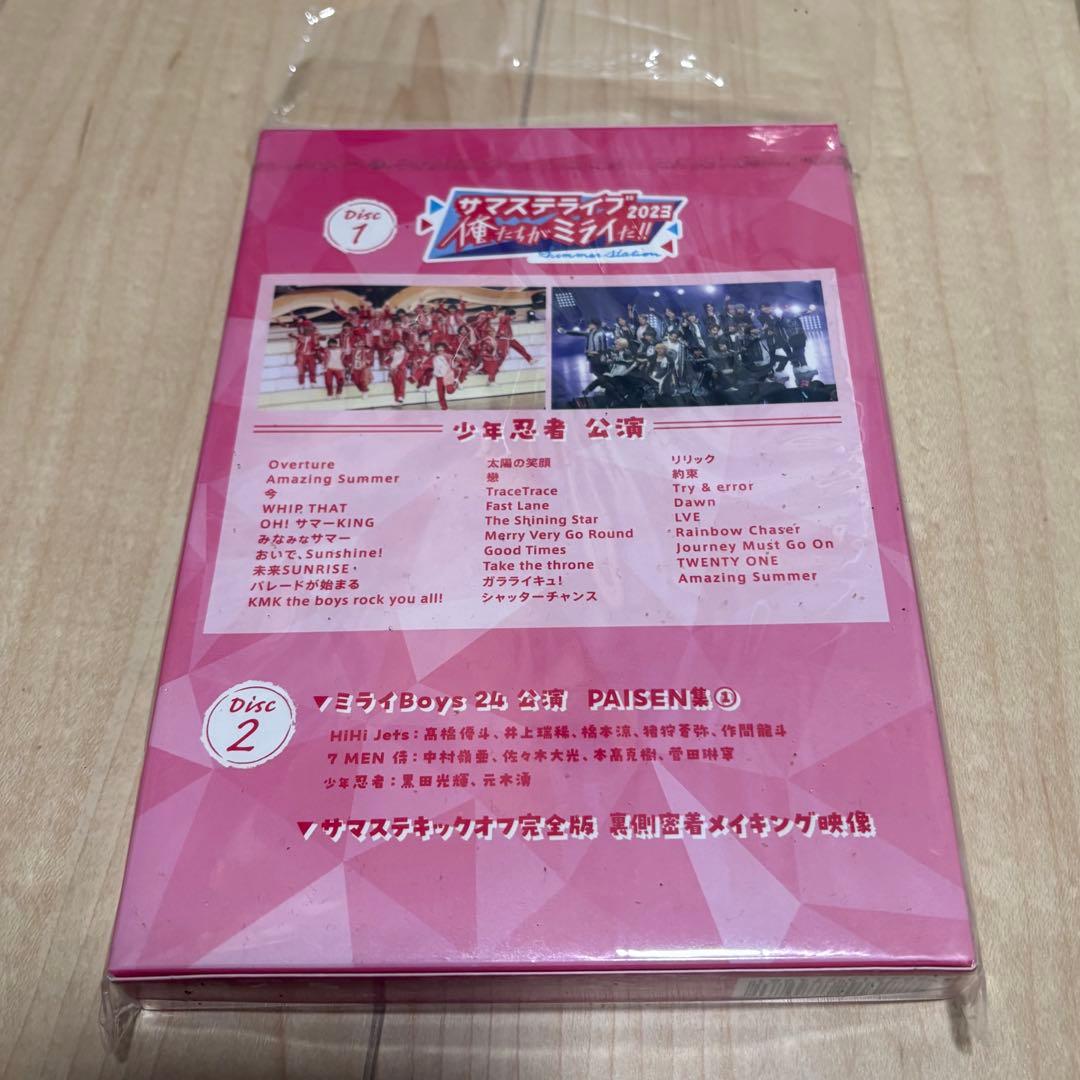 Disc
1
サマステライブ 2023
俺たちがミライだ!!
Summer Station
少年忍者 公演
Overture
Amazing Summer
今
WHIP THAT
OH! サマーKING
みなみなサマー
おいで、Sunshine!
未来SUNRISE
パレードが始まる
KMK the boys rock you all!
太陽の笑顔
戀
TraceTrace
Fast Lane
The Shining Star
Merry Very Go Round
Good Times
Take the throne
ガラライキュ!
シャッターチャンス
リリック
約束
Try & error
Dawn
LVE
Rainbow Chaser
Journey Must Go On
TWENTY ONE
Amazing Summer
Disc
2
▼ミライBoys 24 公演 PAISEN集①
HiHi Jets：髙橋優斗、井上瑞稀、橋本涼、猪狩蒼弥、作間龍斗
7 MEN 侍：中村嶺亜、佐々木大光、本髙克樹、菅田琳寧
少年忍者：黒田光輝、元木湧
▼サマステキックオフ完全版 裏側密着メイキング映像